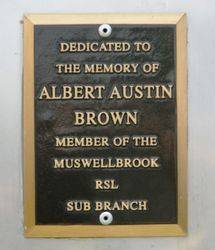 DEDICATED TO
THE MEMORY OF
ALBERT AUSTIN
BROWN
MEMBER OF THE
MUSWELLBROOK
RSL
SUB BRANCH